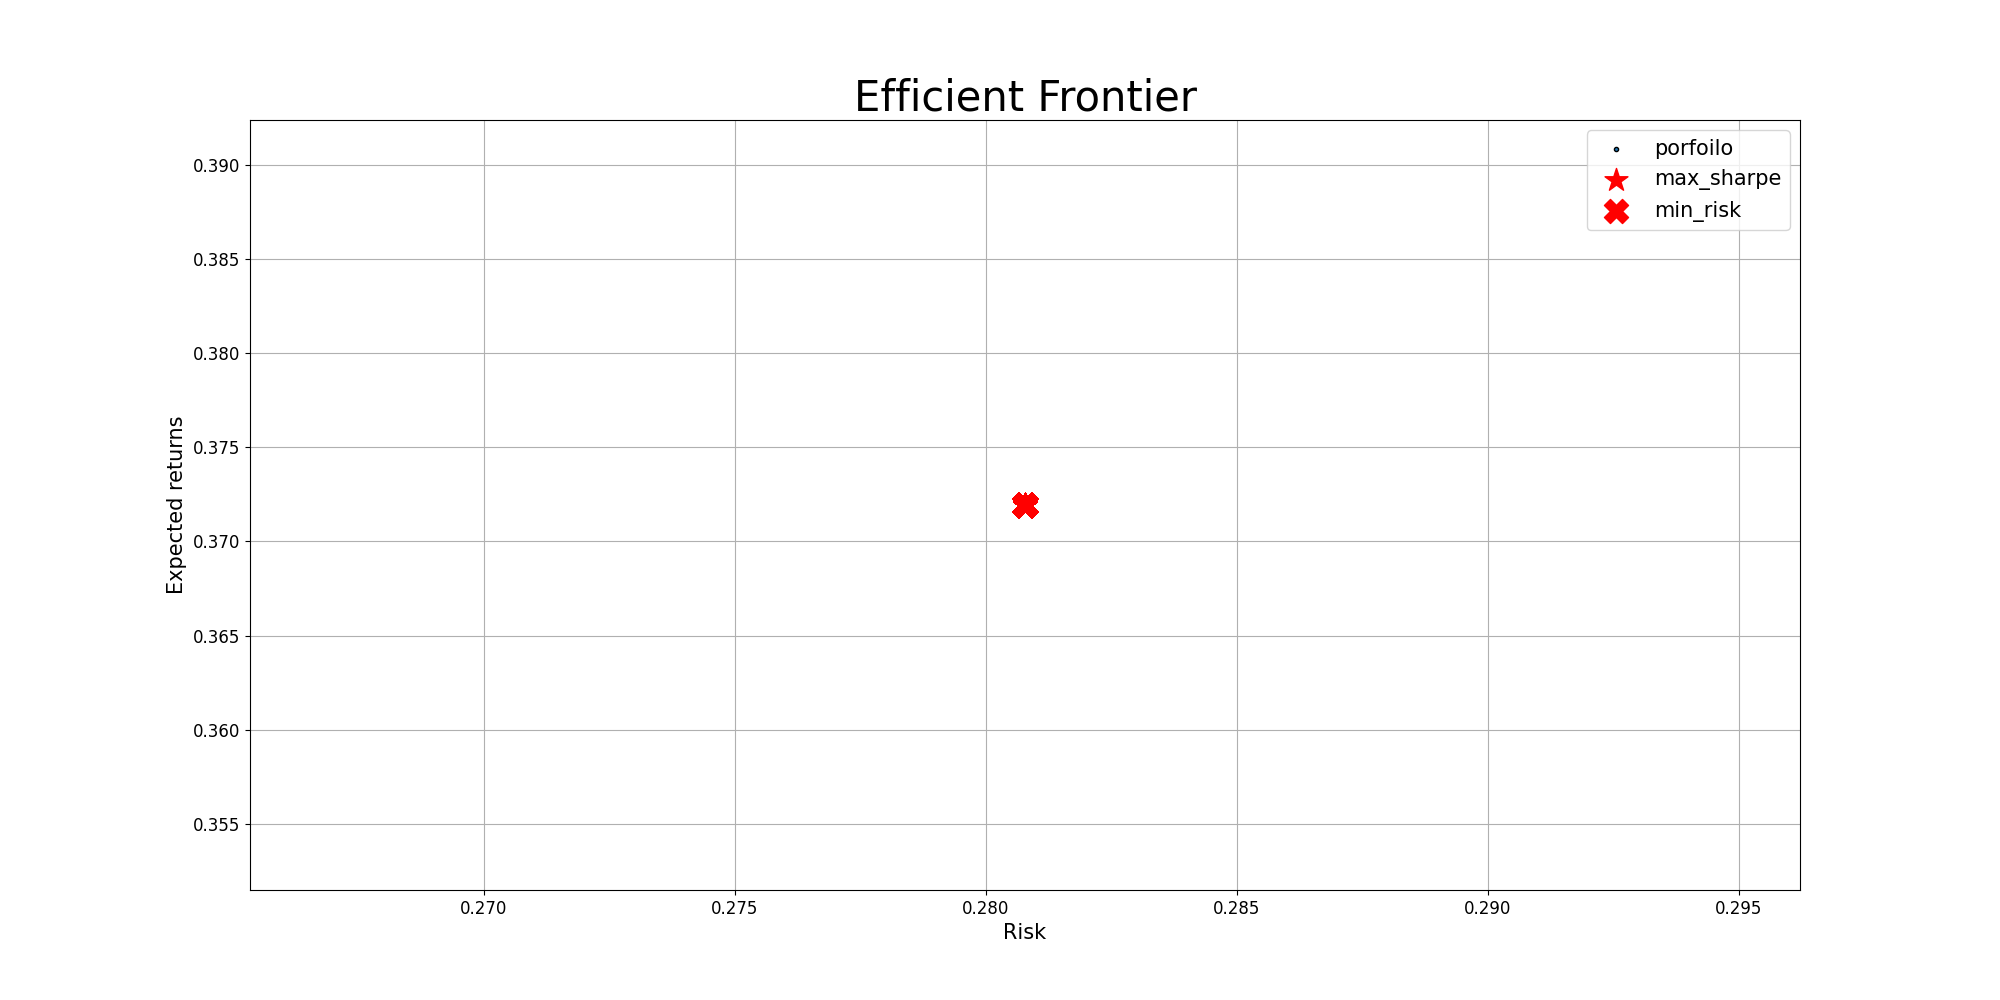 Efficient Frontier
porfoilo
max_sharpe
min_risk
Expected returns
0.390
0.385
0.380
0.375
0.370
0.365
0.360
0.355
0.270 0.275 0.280 0.285 0.290 0.295
Risk